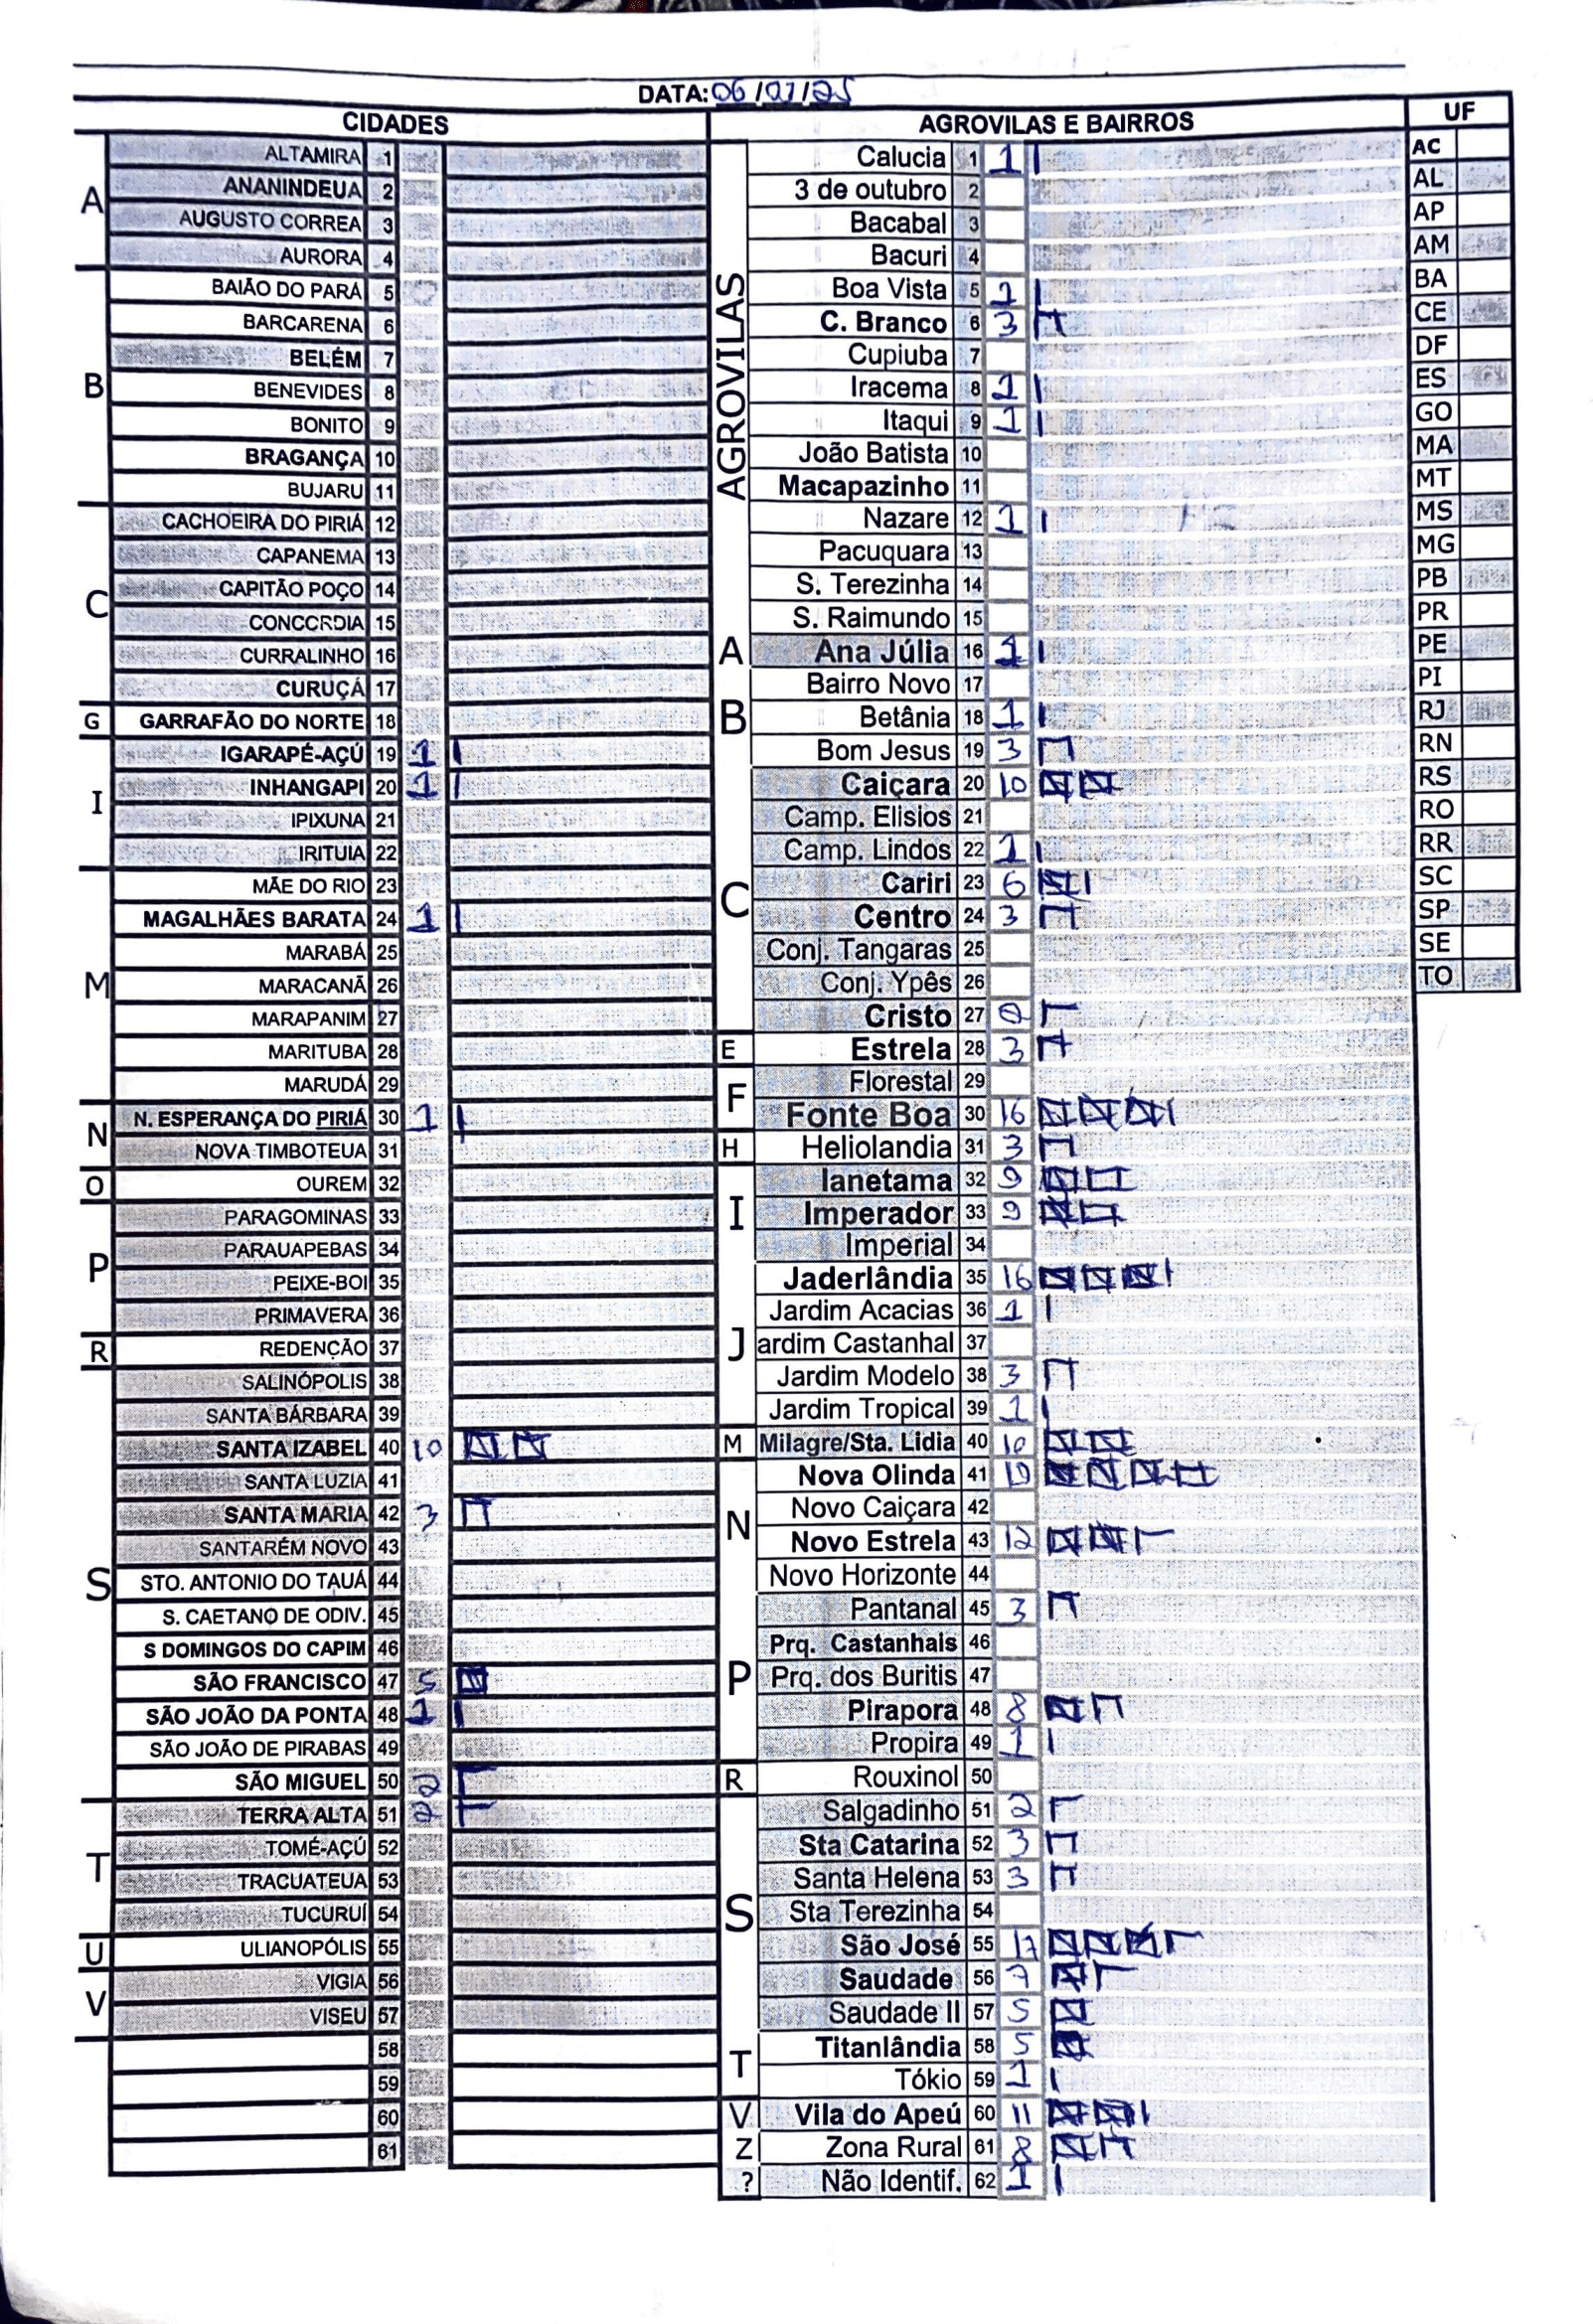 DATA: 06/01/25
CIDADES
A
ALTAMIRA 1
ANANINDEUA 2
AUGUSTO CORREA 3
AURORA 4
B
BAIÃO DO PARÁ 5
BARCARENA 6
BELÉM 7
BENEVIDES 8
BONITO 9
BRAGANÇA 10
BUJARU 11
C
CACHOEIRA DO PIRIÁ 12
CAPANEMA 13
CAPITÃO POÇO 14
CONCORDIA 15
CURRALINHO 16
CURUÇÁ 17
G
GARRAFÃO DO NORTE 18
I
IGARAPÉ-AÇÚ 19 1
INHANGAPI 20 1
IPIXUNA 21
IRITUIA 22
M
MÃE DO RIO 23
MAGALHÃES BARATA 24 1
MARABÁ 25
MARACANÃ 26
MARAPANIM 27
MARITUBA 28
MARUDÁ 29
N
N. ESPERANÇA DO PIRIÁ 30 1
NOVA TIMBOTEUA 31
O
OUREM 32
P
PARAGOMINAS 33
PARAUAPEBAS 34
PEIXE-BOI 35
PRIMAVERA 36
R
REDENÇÃO 37
S
SALINÓPOLIS 38
SANTA BÁRBARA 39
SANTA IZABEL 40 10
SANTA LUZIA 41
SANTA MARIA 42 3
SANTARÉM NOVO 43
STO. ANTONIO DO TAUÁ 44
S. CAETANO DE ODIV. 45
S DOMINGOS DO CAPIM 46
SÃO FRANCISCO 47 5
SÃO JOÃO DA PONTA 48 1
SÃO JOÃO DE PIRABAS 49
SÃO MIGUEL 50 2
T
TERRA ALTA 51 2
TOMÉ-AÇÚ 52
TRACUATEUA 53
TUCURUÍ 54
U
ULIANOPÓLIS 55
V
VIGIA 56
VISEU 57
58
59
60
61
AGROVILAS E BAIRROS
AGROVILAS
Calucia 1 1
3 de outubro 2
Bacabal 3
Bacuri 4
Boa Vista 5 1
C. Branco 6 3
Cupiuba 7
Iracema 8 1
Itaqui 9 1
João Batista 10
Macapazinho 11
Nazare 12 1
Pacuquara 13
S. Terezinha 14
S. Raimundo 15
A
Ana Júlia 16 1
B
Bairro Novo 17
Betânia 18 1
Bom Jesus 19 3
C
Caiçara 20 10
Camp. Elisios 21
Camp. Lindos 22 1
Cariri 23 6
Centro 24 3
Conj. Tangaras 25
Conj. Ypês 26
Cristo 27 2
E
Estrela 28 3
F
Florestal 29
Fonte Boa 30 16
H
Heliolandia 31 3
I
Ianetama 32 9
Imperador 33 9
Imperial 34
J
Jaderlândia 35 16
Jardim Acacias 36 1
ardim Castanhal 37
Jardim Modelo 38 3
Jardim Tropical 39 1
M
Milagre/Sta. Lidia 40 10
N
Nova Olinda 41 19
Novo Caiçara 42
Novo Estrela 43 12
Novo Horizonte 44
P
Pantanal 45 3
Prq. Castanhais 46
Prq. dos Buritis 47
Pirapora 48 8
Propira 49 1
R
Rouxinol 50
S
Salgadinho 51 2
Sta Catarina 52 3
Santa Helena 53 3
Sta Terezinha 54
São José 55 17
Saudade 56 7
Saudade II 57 5
T
Titanlândia 58 5
Tókio 59 1
V
Vila do Apeú 60 11
Z
Zona Rural 61 8
?
Não Identif. 62 1
UF
AC
AL
AP
AM
BA
CE
DF
ES
GO
MA
MT
MS
MG
PB
PR
PE
PI
RJ
RN
RS
RO
RR
SC
SP
SE
TO